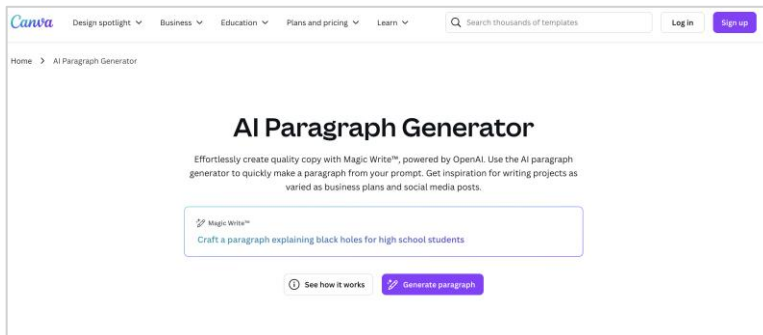 Canva Design spotlight Business Education Plans and pricing Learn Search thousands of templates Log in Sign up
Home > AI Paragraph Generator
AI Paragraph Generator
Effortlessly create quality copy with Magic Write™, powered by OpenAI. Use the AI paragraph
generator to quickly make a paragraph from your prompt. Get inspiration for writing projects as
varied as business plans and social media posts.
Magic Write™
Craft a paragraph explaining black holes for high school students
See how it works Generate paragraph